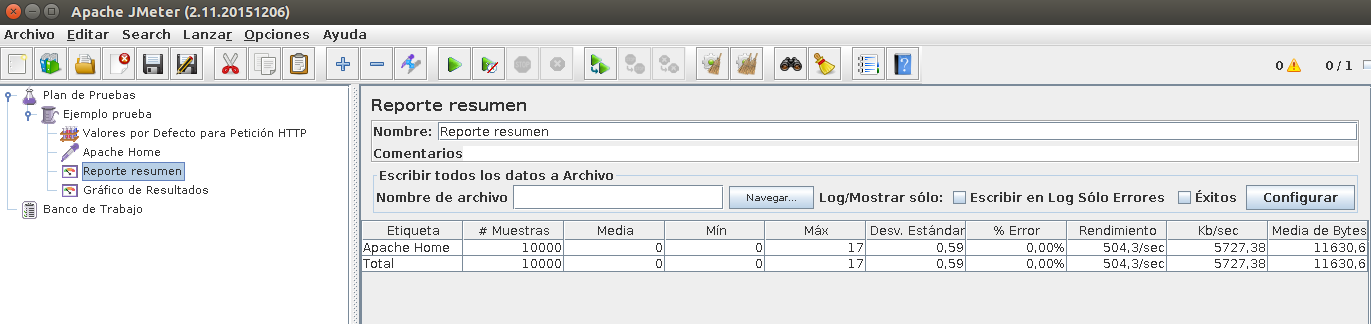 Apache JMeter (2.11.20151206)
Archivo Editar Search Lanzar Opciones Ayuda
0 0 / 1
Plan de Pruebas
Ejemplo prueba
Valores por Defecto para Petición HTTP
Apache Home
Reporte resumen
Gráfico de Resultados
Banco de Trabajo
Reporte resumen
Nombre: Reporte resumen
Comentarios
Escribir todos los datos a Archivo
Nombre de archivo Navegar... Log/Mostrar sólo: Escribir en Log Sólo Errores Éxitos Configurar
Etiqueta # Muestras Media Mín Máx Desv. Estándar % Error Rendimiento Kb/sec Media de Bytes
Apache Home 10000 0 0 17 0,59 0,00% 504,3/sec 5727,38 11630,6
Total 10000 0 0 17 0,59 0,00% 504,3/sec 5727,38 11630,6